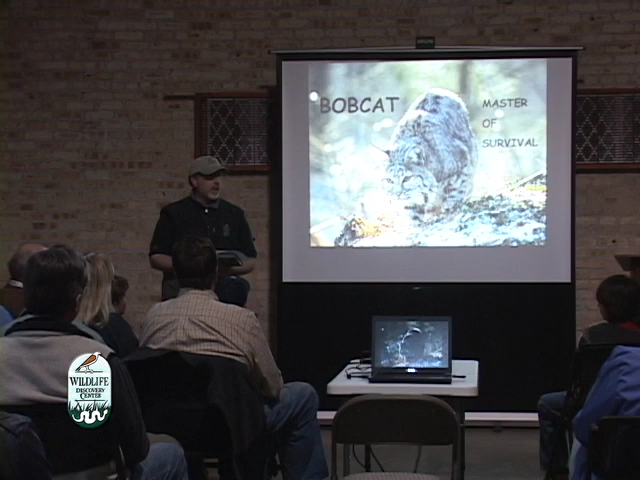 BOBCAT
MASTER
OF
SURVIVAL
WILDLIFE
DISCOVERY
CENTER